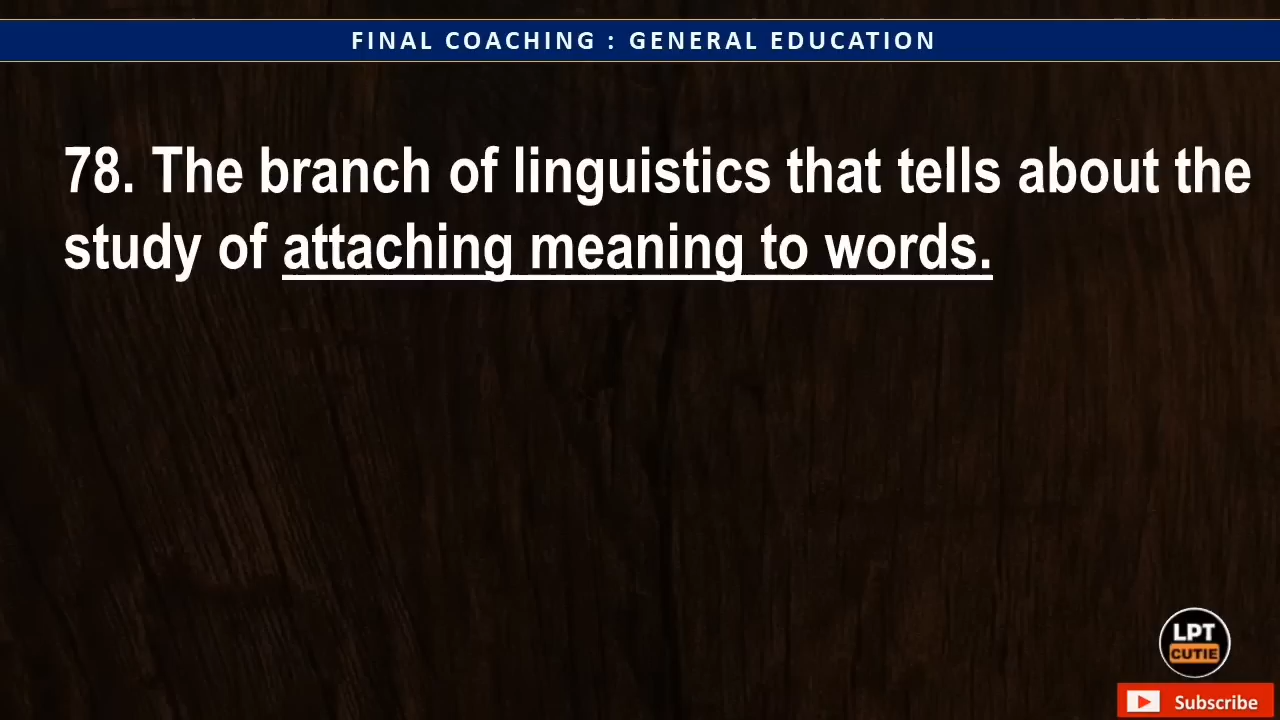 FINAL COACHING : GENERAL EDUCATION
78. The branch of linguistics that tells about the
study of attaching meaning to words.
LPT
CUTIE
Subscribe